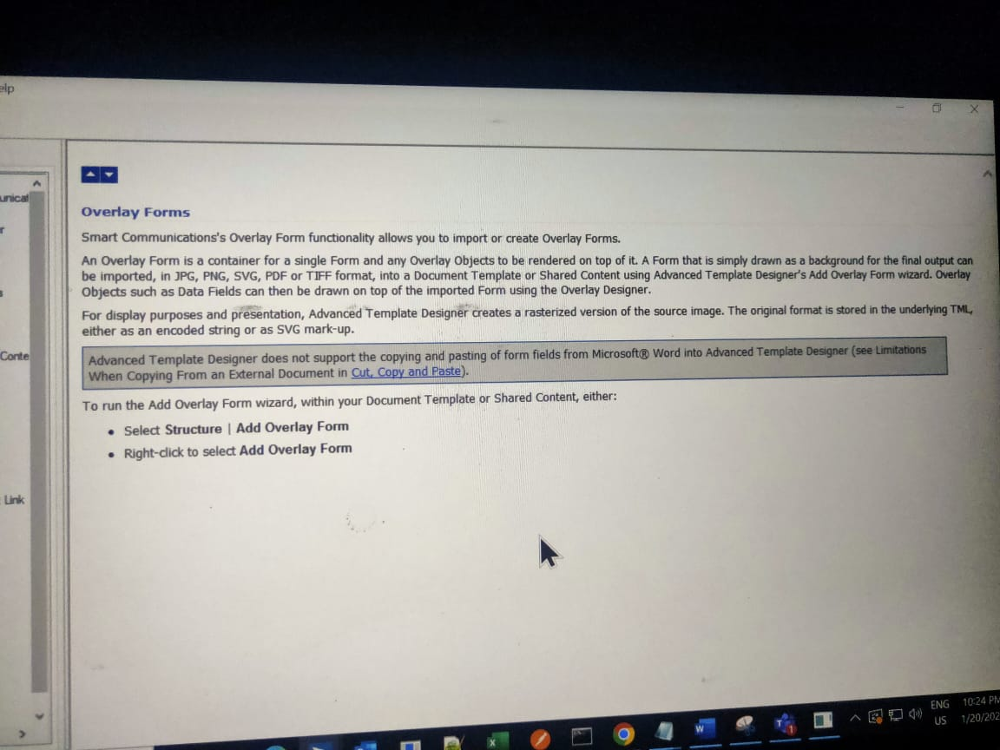 elp
unicat
r
s
Conte
Link
Overlay Forms
Smart Communications's Overlay Form functionality allows you to import or create Overlay Forms.
An Overlay Form is a container for a single Form and any Overlay Objects to be rendered on top of it. A Form that is simply drawn as a background for the final output can
be imported, in JPG, PNG, SVG, PDF or TIFF format, into a Document Template or Shared Content using Advanced Template Designer's Add Overlay Form wizard. Overlay
Objects such as Data Fields can then be drawn on top of the imported Form using the Overlay Designer.
For display purposes and presentation, Advanced Template Designer creates a rasterized version of the source image. The original format is stored in the underlying TML,
either as an encoded string or as SVG mark-up.
Advanced Template Designer does not support the copying and pasting of form fields from Microsoft® Word into Advanced Template Designer (see Limitations
When Copying From an External Document in Cut, Copy and Paste).
To run the Add Overlay Form wizard, within your Document Template or Shared Content, either:
• Select Structure | Add Overlay Form
• Right-click to select Add Overlay Form
ENG 10:24 PM
US 1/20/202